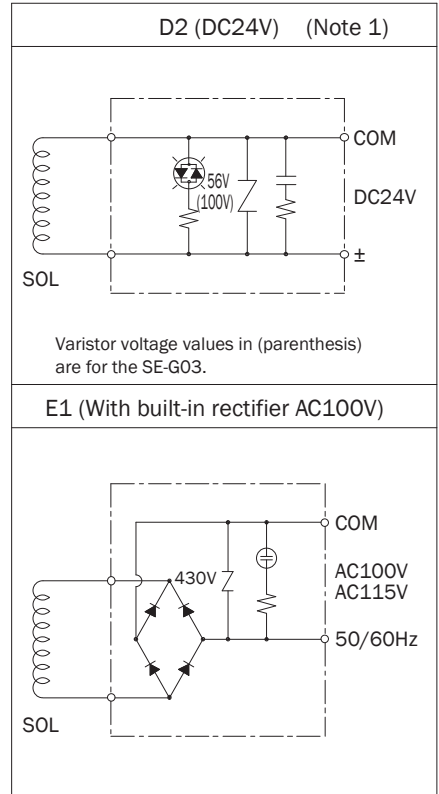 D2 (DC24V) (Note 1)
COM
56V
(100V)
DC24V
±
SOL
Varistor voltage values in (parenthesis)
are for the SE-G03.
E1 (With built-in rectifier AC100V)
COM
430V
AC100V
AC115V
50/60Hz
SOL